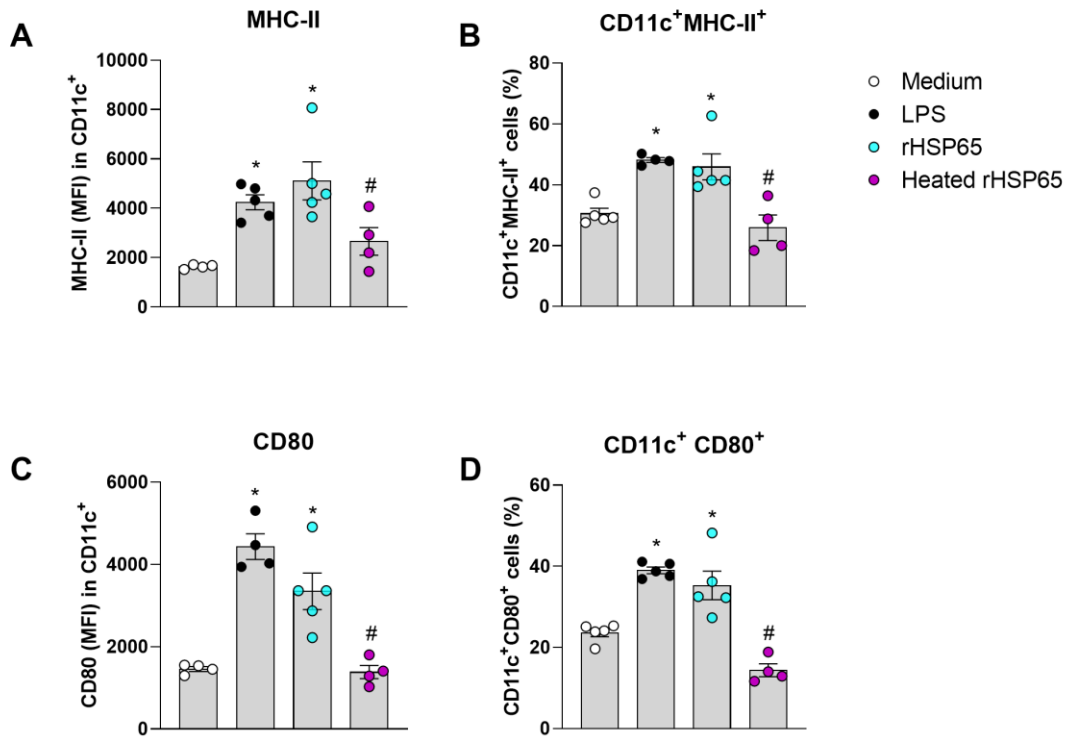 A
MHC-II
MHC-II (MFI) in CD11c⁺
10000
8000
6000
4000
2000
0
*
*
#
B
CD11c⁺MHC-II⁺
CD11c⁺MHC-II⁺ cells (%)
80
60
40
20
0
*
*
#
Medium
LPS
rHSP65
Heated rHSP65
C
CD80
CD80 (MFI) in CD11c⁺
6000
4000
2000
0
*
*
#
D
CD11c⁺ CD80⁺
CD11c⁺CD80⁺ cells (%)
60
40
20
0
*
*
#